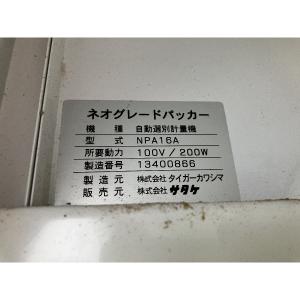 ネオグレードパッカー
機種 自動選別計量機
型式 NPA16A
所要動力 100V/200W
製造番号 13400866
製造元 株式会社タイガーカワシマ
販売元 株式会社サタケ